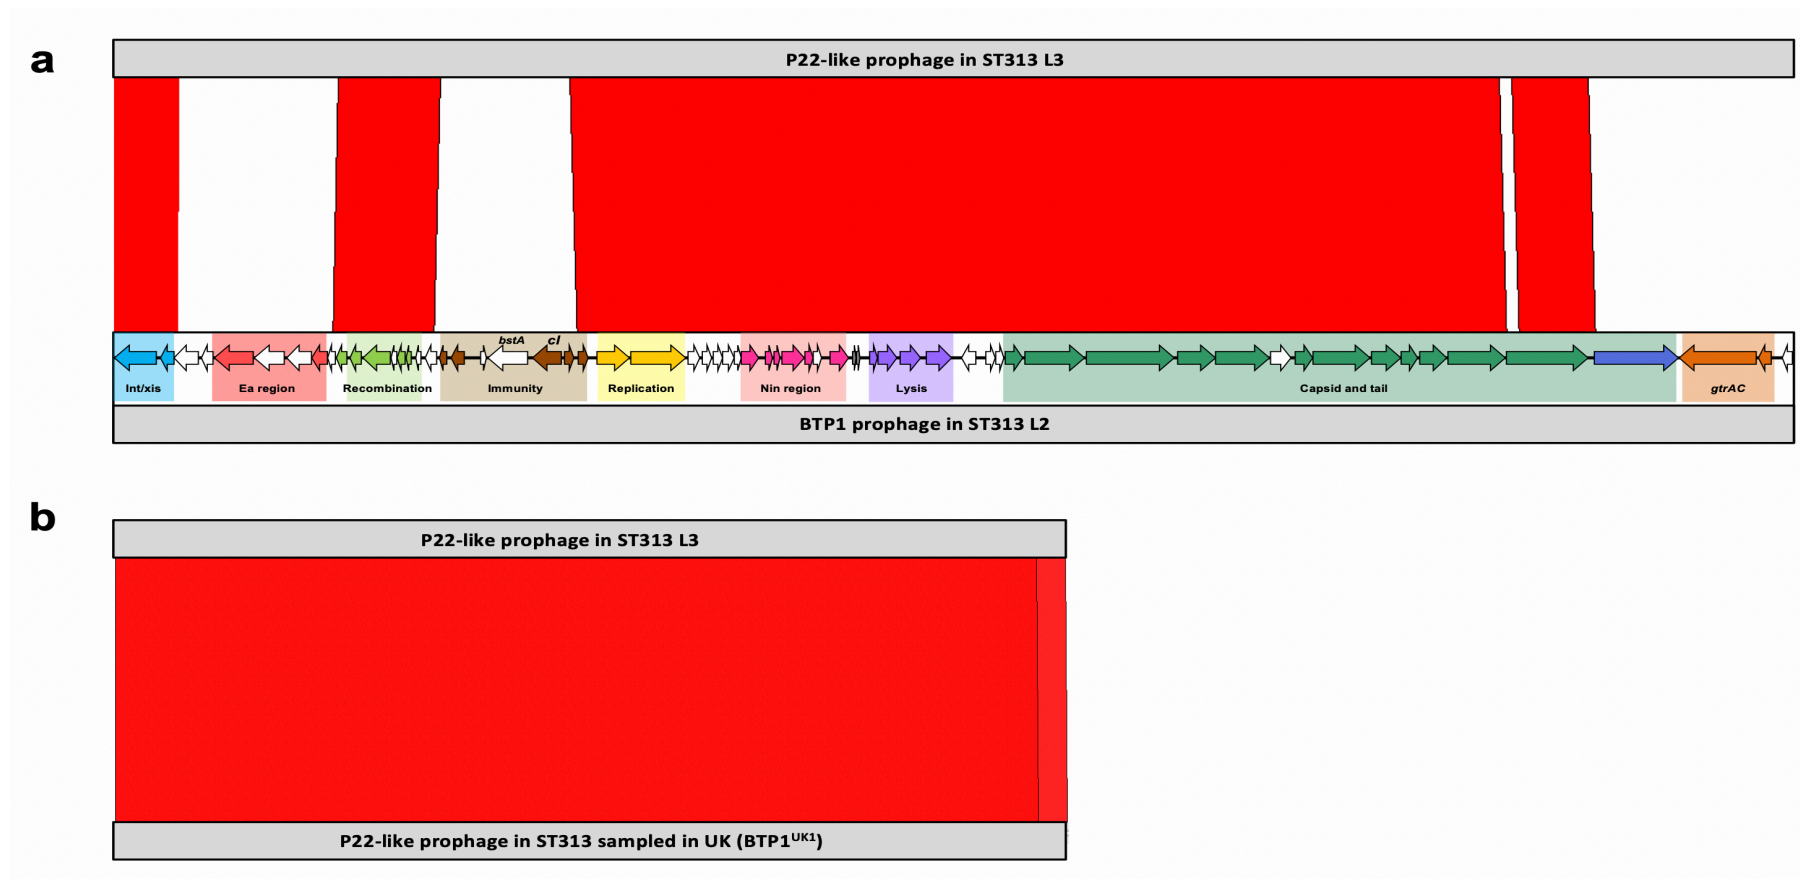 a
P22-like prophage in ST313 L3
bstA cI
Int/xis Ea region Recombination Immunity Replication Nin region Lysis Capsid and tail gtrAC
BTP1 prophage in ST313 L2
b
P22-like prophage in ST313 L3
P22-like prophage in ST313 sampled in UK (BTP1UK1)